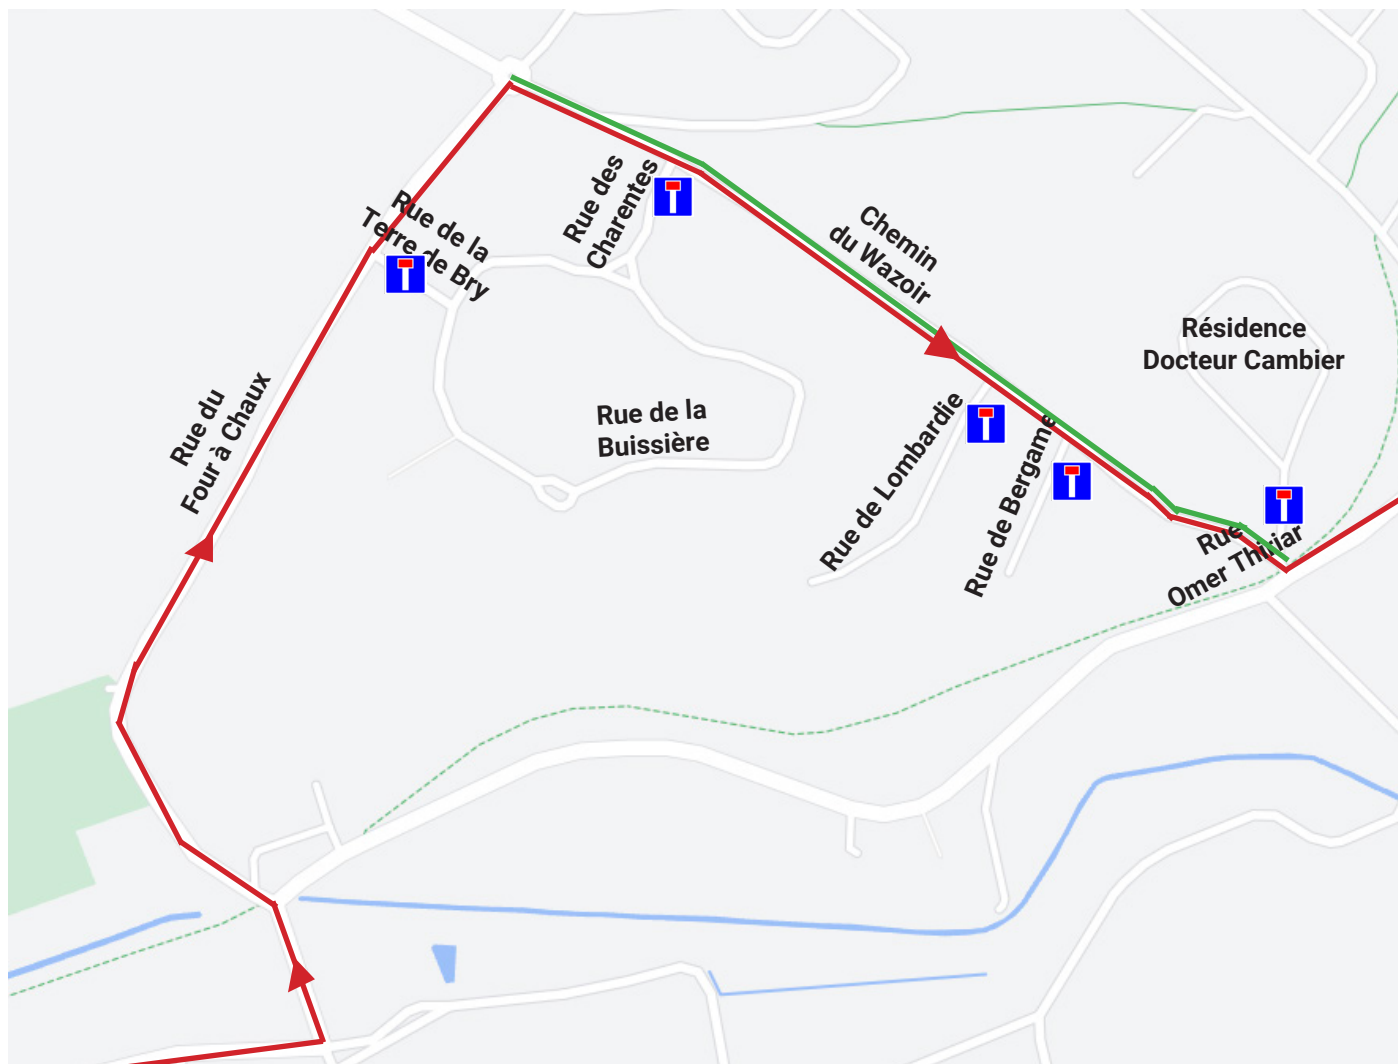 Rue des
Charentes
Rue de la
Terre de Bry
Chemin
du Wazoir
Résidence
Docteur Cambier
Rue du
Four à Chaux
Rue de la
Buissière
Rue de Lombardie
Rue de Bergame
Rue
Omer Thiriar